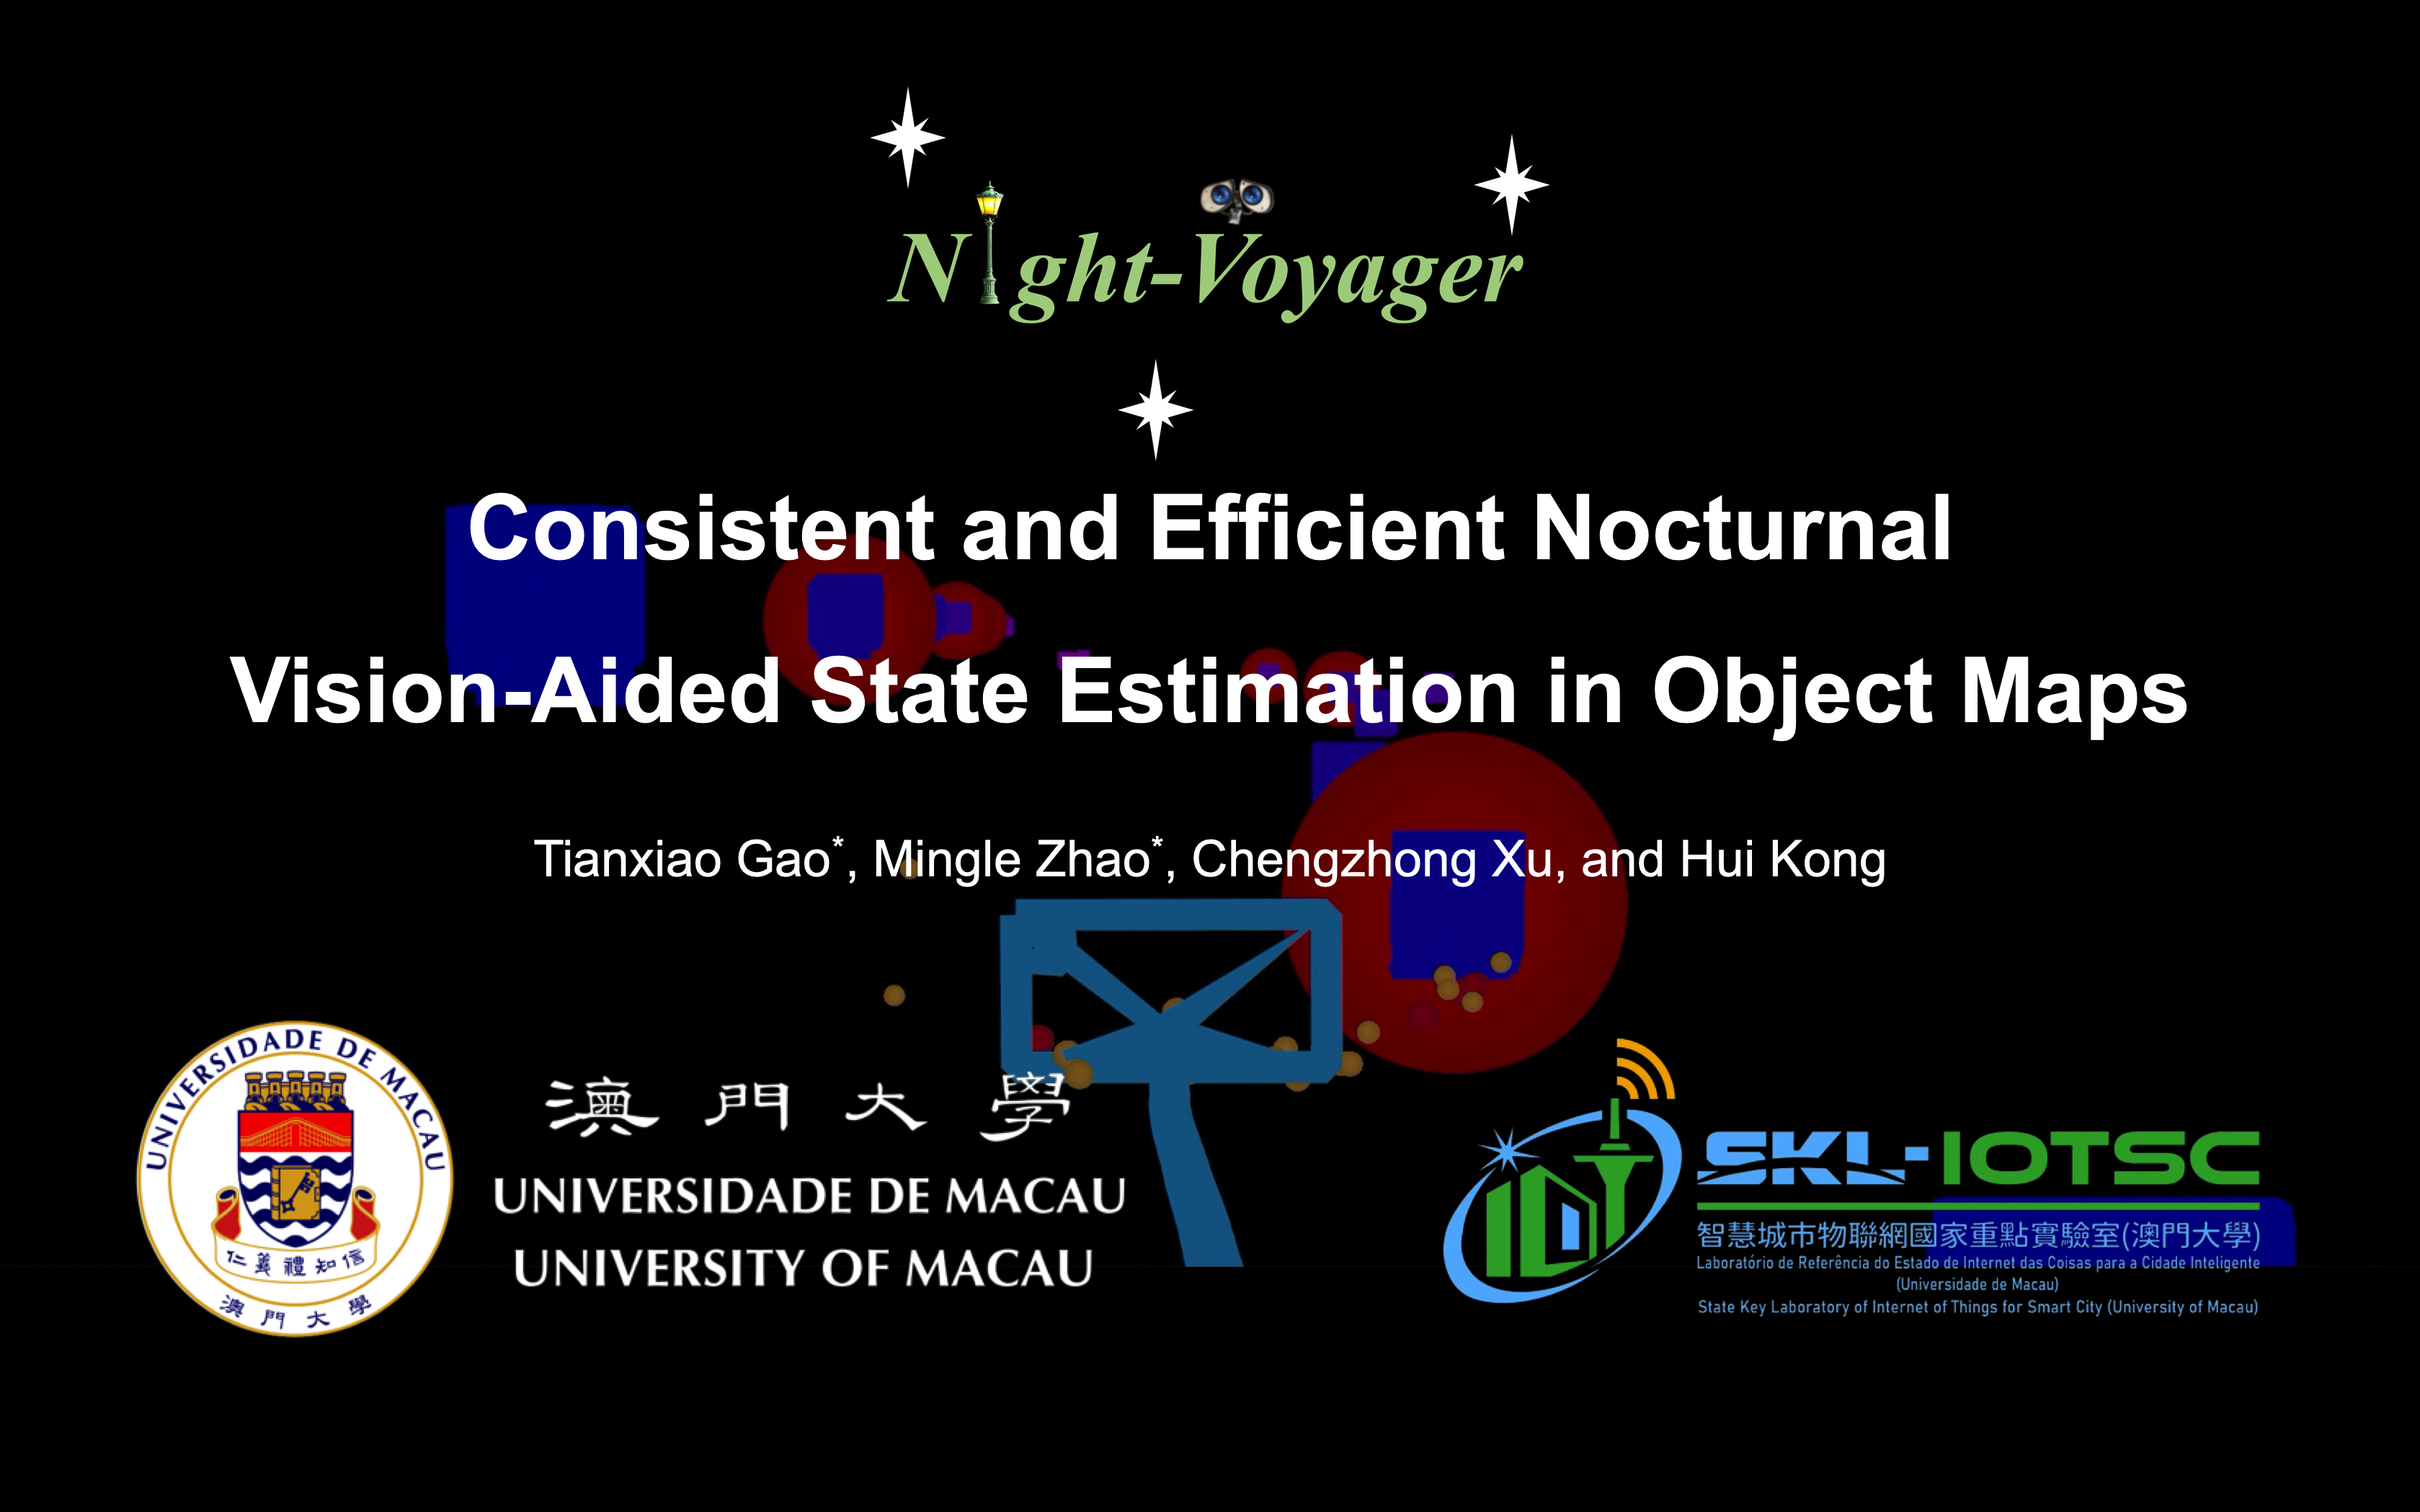 Night-Voyager
Consistent and Efficient Nocturnal
Vision-Aided State Estimation in Object Maps
Tianxiao Gao*, Mingle Zhao*, Chengzhong Xu, and Hui Kong
UNIVERSIDADE DE MACAU
仁義禮知信
澳門大學
澳門大學
UNIVERSIDADE DE MACAU
UNIVERSITY OF MACAU
SKL-IOTSC
智慧城市物聯網國家重點實驗室(澳門大學)
Laboratório de Referência do Estado de Internet das Coisas para a Cidade Inteligente
(Universidade de Macau)
State Key Laboratory of Internet of Things for Smart City (University of Macau)